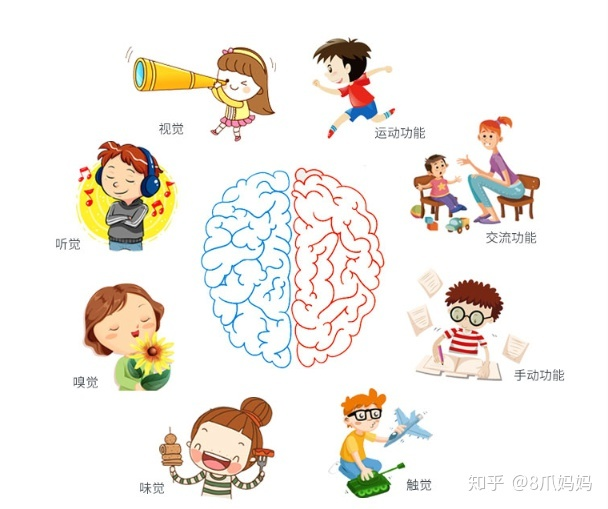 视觉
运动功能
听觉
交流功能
嗅觉
手动功能
味觉
触觉
知乎 @8爪妈妈